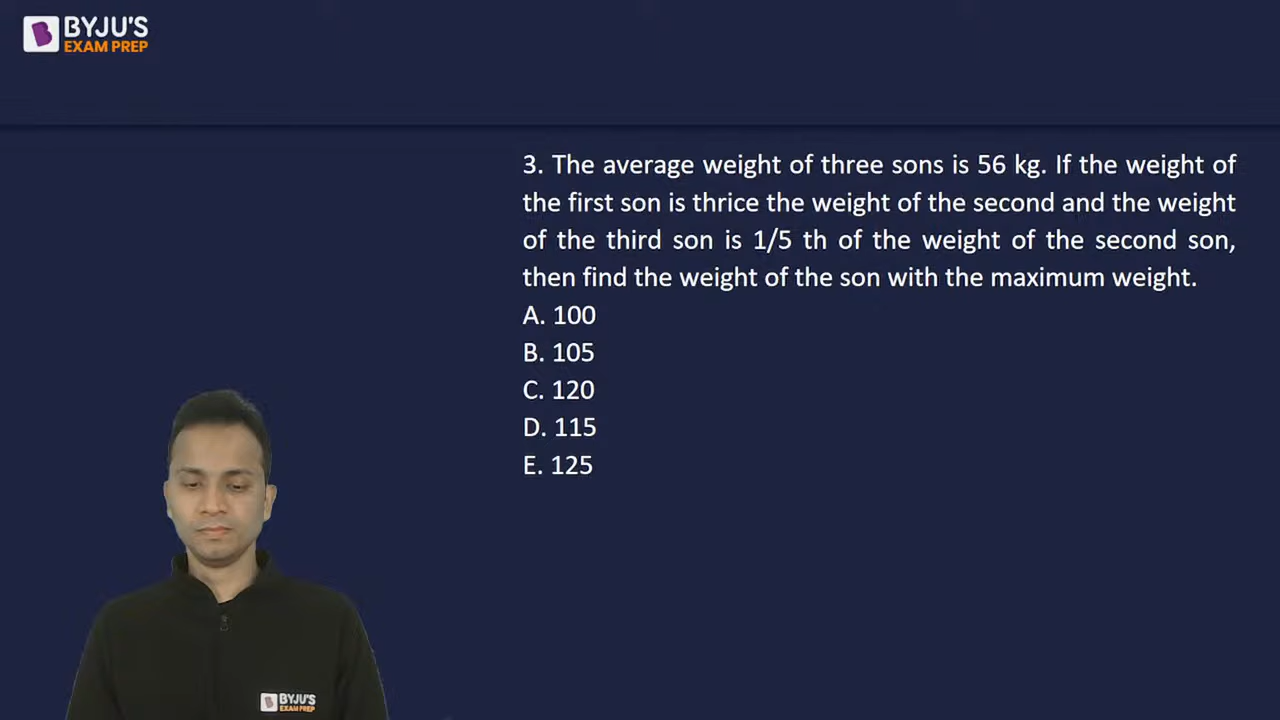 BYJU'S
EXAM PREP
3. The average weight of three sons is 56 kg. If the weight of
the first son is thrice the weight of the second and the weight
of the third son is 1/5 th of the weight of the second son,
then find the weight of the son with the maximum weight.
A. 100
B. 105
C. 120
D. 115
E. 125
BYJU'S
EXAM PREP